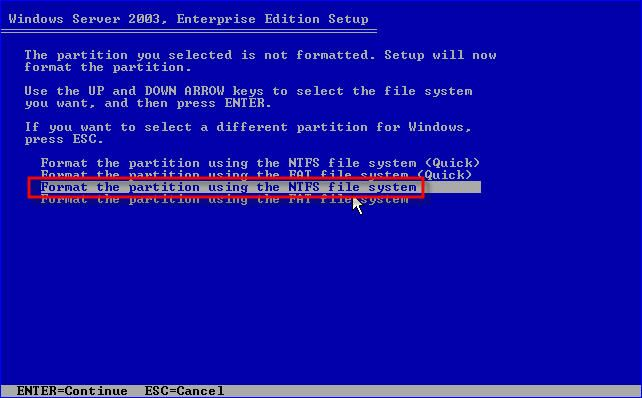 Windows Server 2003, Enterprise Edition Setup
The partition you selected is not formatted. Setup will now
format the partition.
Use the UP and DOWN ARROW keys to select the file system
you want, and then press ENTER.
If you want to select a different partition for Windows,
press ESC.
Format the partition using the NTFS file system (Quick)
Format the partition using the FAT file system (Quick)
Format the partition using the NTFS file system
Format the partition using the FAT file system
ENTER=Continue ESC=Cancel